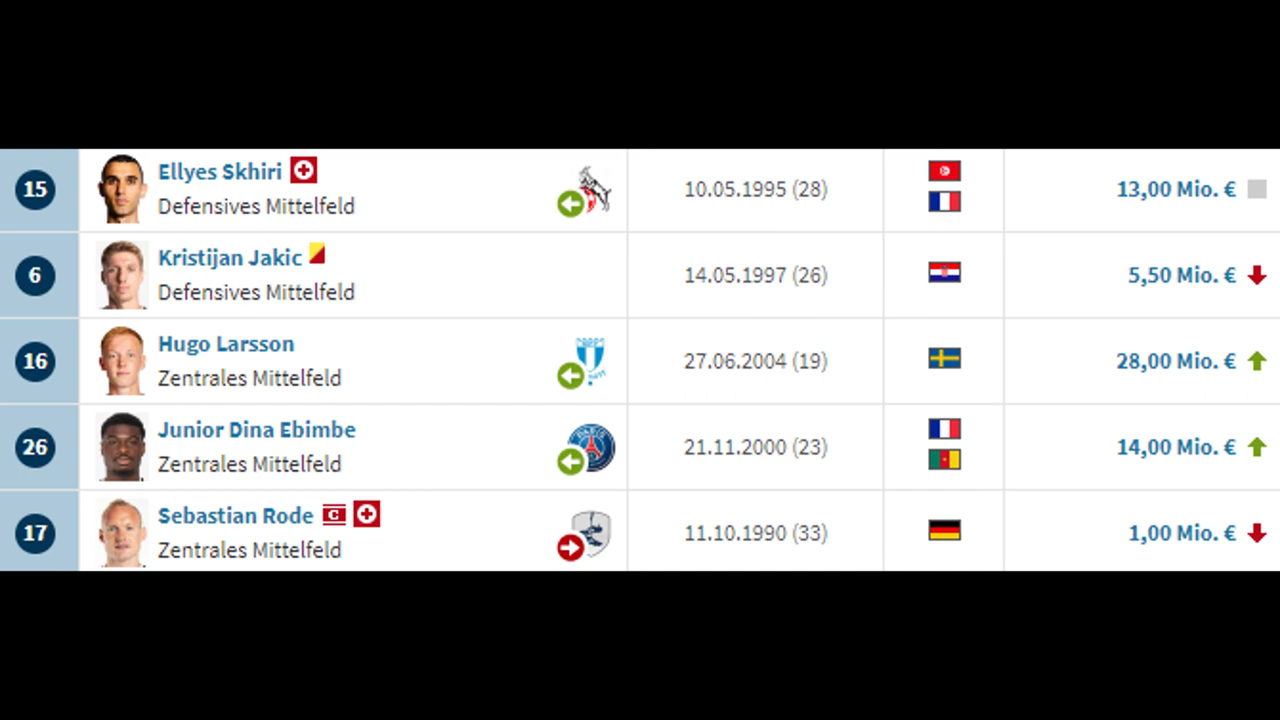 15
Ellyes Skhiri
Defensives Mittelfeld
10.05.1995 (28)
13,00 Mio. €
6
Kristijan Jakic
Defensives Mittelfeld
14.05.1997 (26)
5,50 Mio. €
16
Hugo Larsson
Zentrales Mittelfeld
27.06.2004 (19)
28,00 Mio. €
26
Junior Dina Ebimbe
Zentrales Mittelfeld
21.11.2000 (23)
14,00 Mio. €
17
Sebastian Rode C
Zentrales Mittelfeld
11.10.1990 (33)
1,00 Mio. €